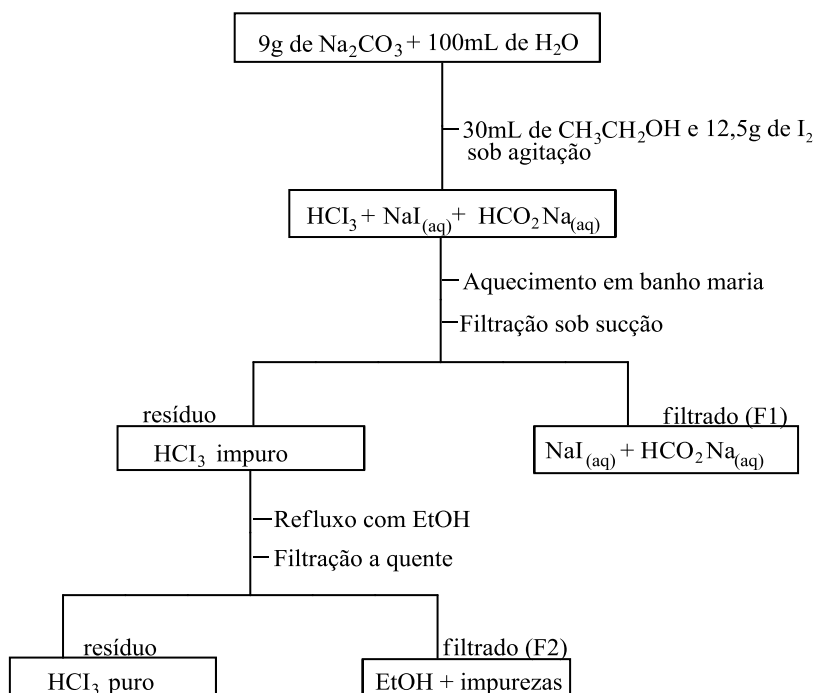 9g de Na₂CO₃ + 100mL de H₂O
30mL de CH₃CH₂OH e 12,5g de I₂
sob agitação
HCI₃ + NaI(aq) + HCO₂Na(aq)
Aquecimento em banho maria
Filtração sob sucção
resíduo
HCI₃ impuro
filtrado (F1)
NaI(aq) + HCO₂Na(aq)
Refluxo com EtOH
Filtração a quente
resíduo
HCI₃ puro
filtrado (F2)
EtOH + impurezas